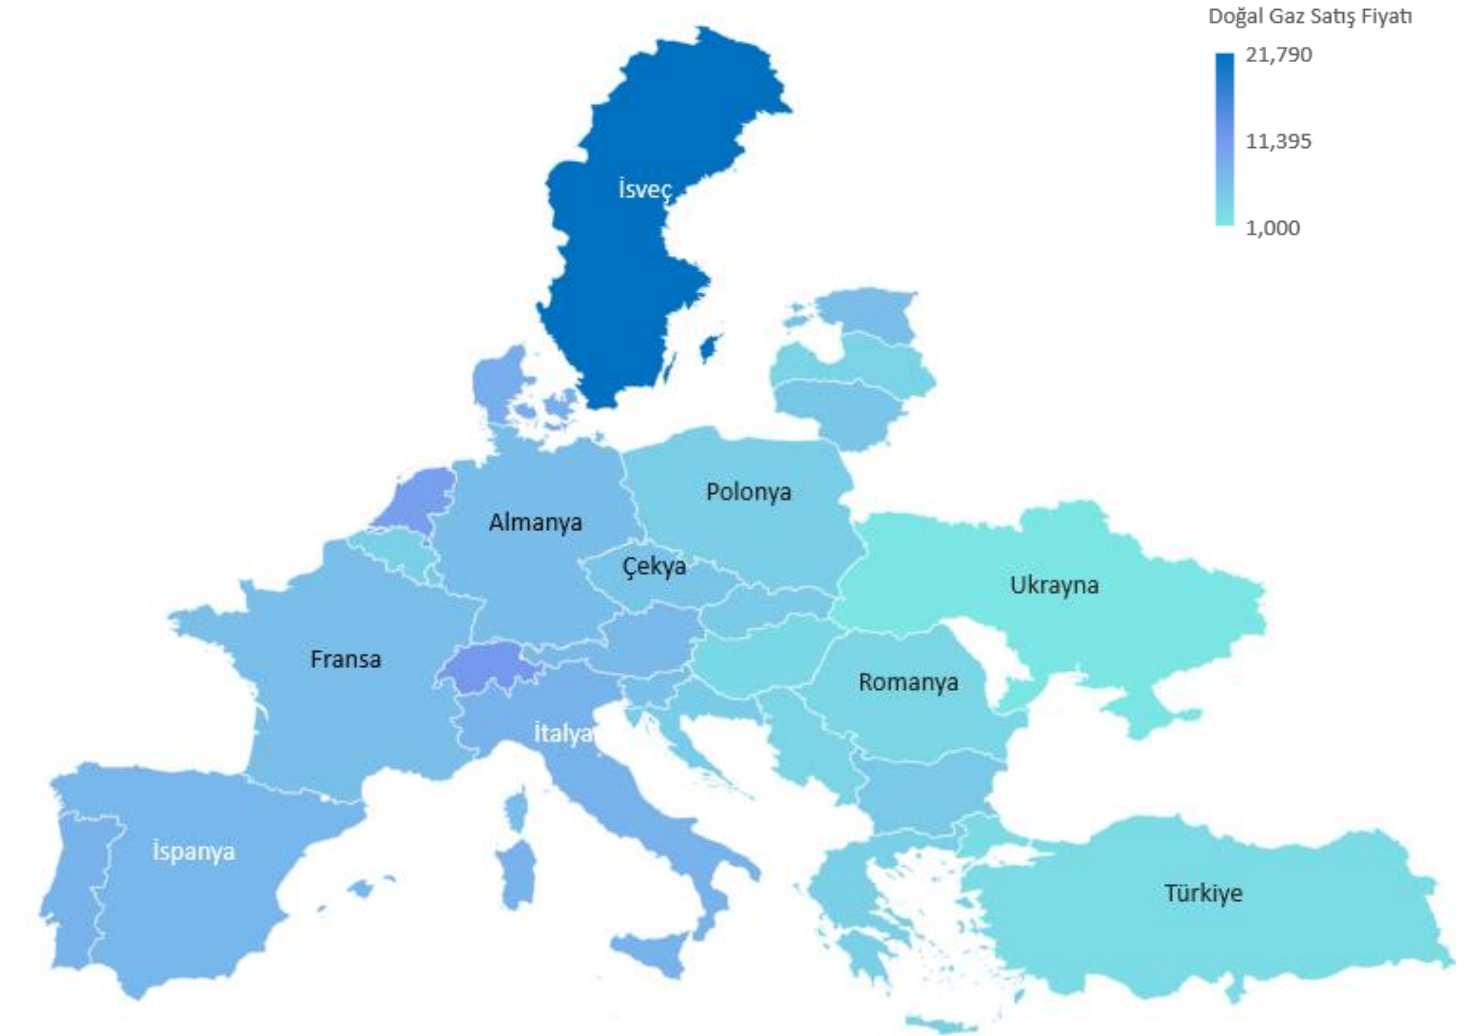 Doğal Gaz Satış Fiyatı
21,790
11,395
1,000
İsveç
Polonya
Almanya
Çekya
Ukrayna
Fransa
Romanya
İtalya
İspanya
Türkiye